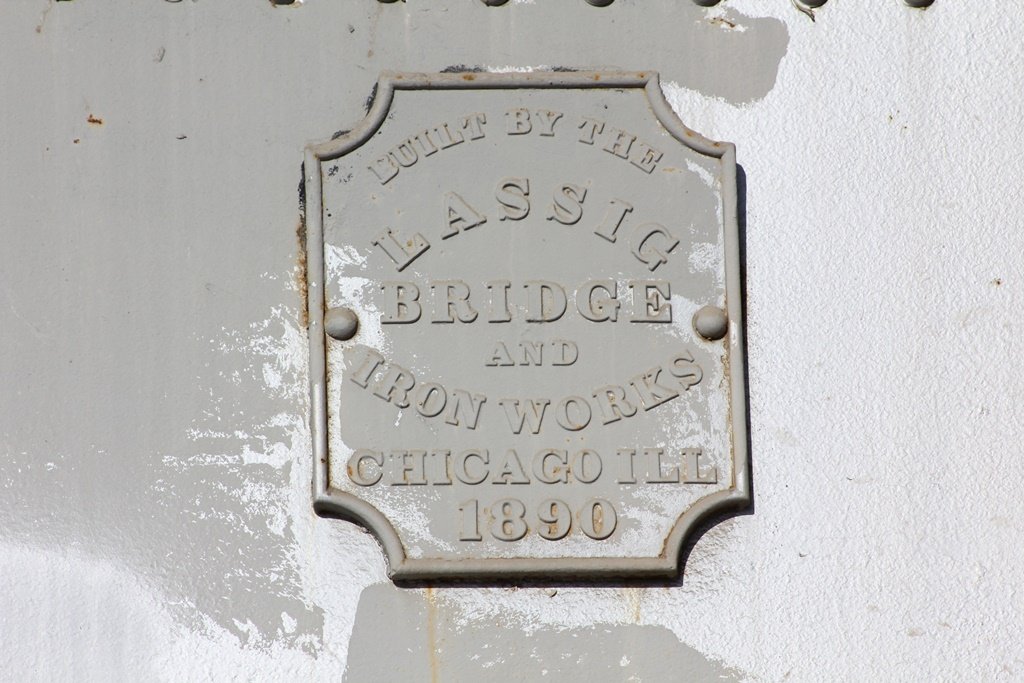 BUILT BY THE
LASSIG
BRIDGE
AND
IRON WORKS
CHICAGO ILL
1890